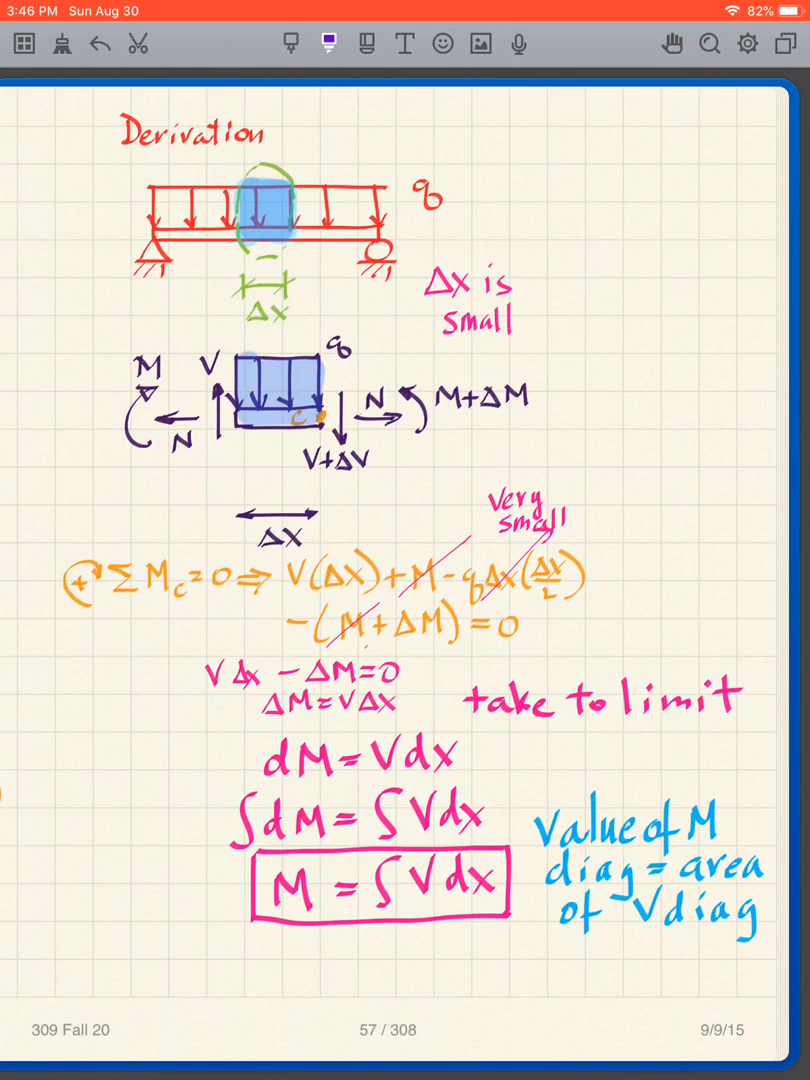 3:46 PM Sun Aug 30
82%
Derivation
q
Δx
Δx is
small
M
V
q
N
N
M+ΔM
C
V+ΔV
Δx
Very
small
+ ΣM_c=0 ⇒ V(Δx)+M-qΔx(Δx/2)
-(M+ΔM)=0
VΔx -ΔM=0
ΔM=VΔx
take to limit
dM=Vdx
∫dM=∫Vdx
M=∫Vdx
Value of M
diag=area
of V diag
309 Fall 20
57 / 308
9/9/15